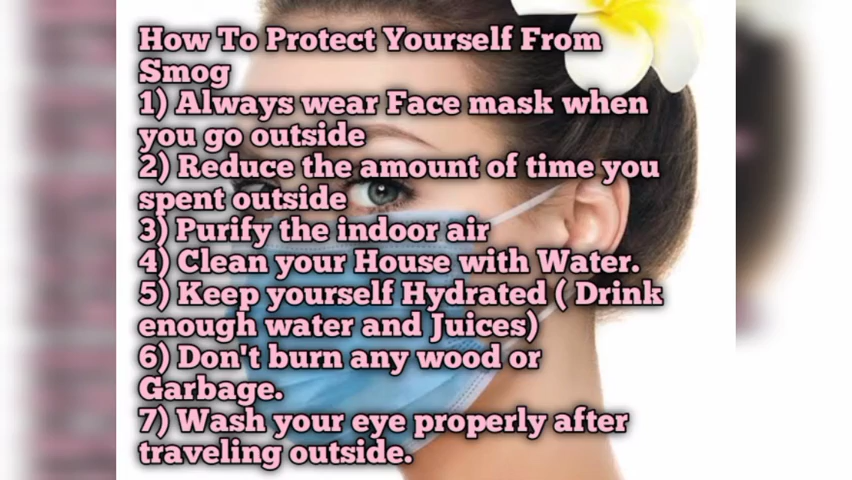 How To Protect Yourself From
Smog
1) Always wear Face mask when
you go outside
2) Reduce the amount of time you
spent outside
3) Purify the indoor air
4) Clean your House with Water.
5) Keep yourself Hydrated ( Drink
enough water and Juices)
6) Don't burn any wood or
Garbage.
7) Wash your eye properly after
traveling outside.